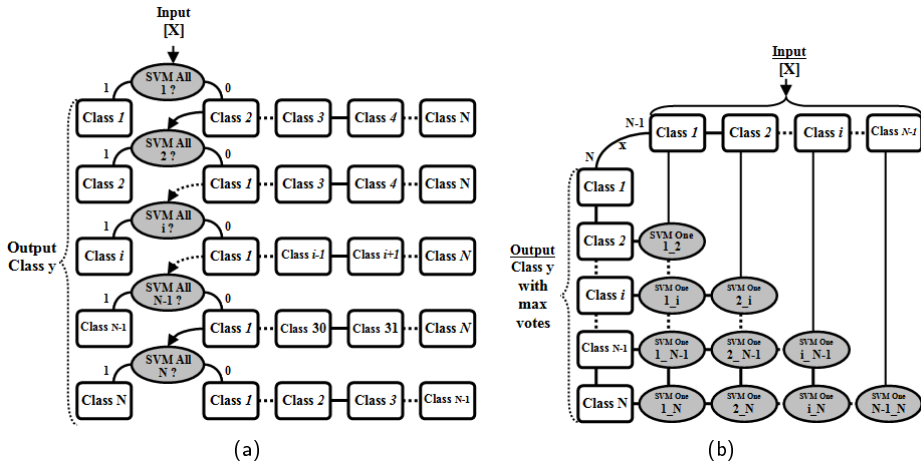 Input
[X]
SVM All
1 ?
1 0
Class 1 Class 2 Class 3 Class 4 Class N
SVM All
2 ?
1 0
Class 2 Class 1 Class 3 Class 4 Class N
SVM All
i ?
1 0
Class i Class 1 Class i-1 Class i+1 Class N
SVM All
N-1 ?
1 0
Class N-1 Class 1 Class 30 Class 31 Class N
SVM All
N ?
1 0
Class N Class 1 Class 2 Class 3 Class N-1
Output
Class y
(a)
Input
[X]
N-1
x
N
Class 1 Class 2 Class i Class N-1
Class 1
Class 2
SVM One
1_2
Class i
SVM One
1_i
SVM One
2_i
Class N-1
SVM One
1_ N-1
SVM One
2_N-1
SVM One
i_N-1
Class N
SVM One
1_N
SVM One
2_N
SVM One
i_N
SVM One
N-1_N
Output
Class y
with
max
votes
(b)